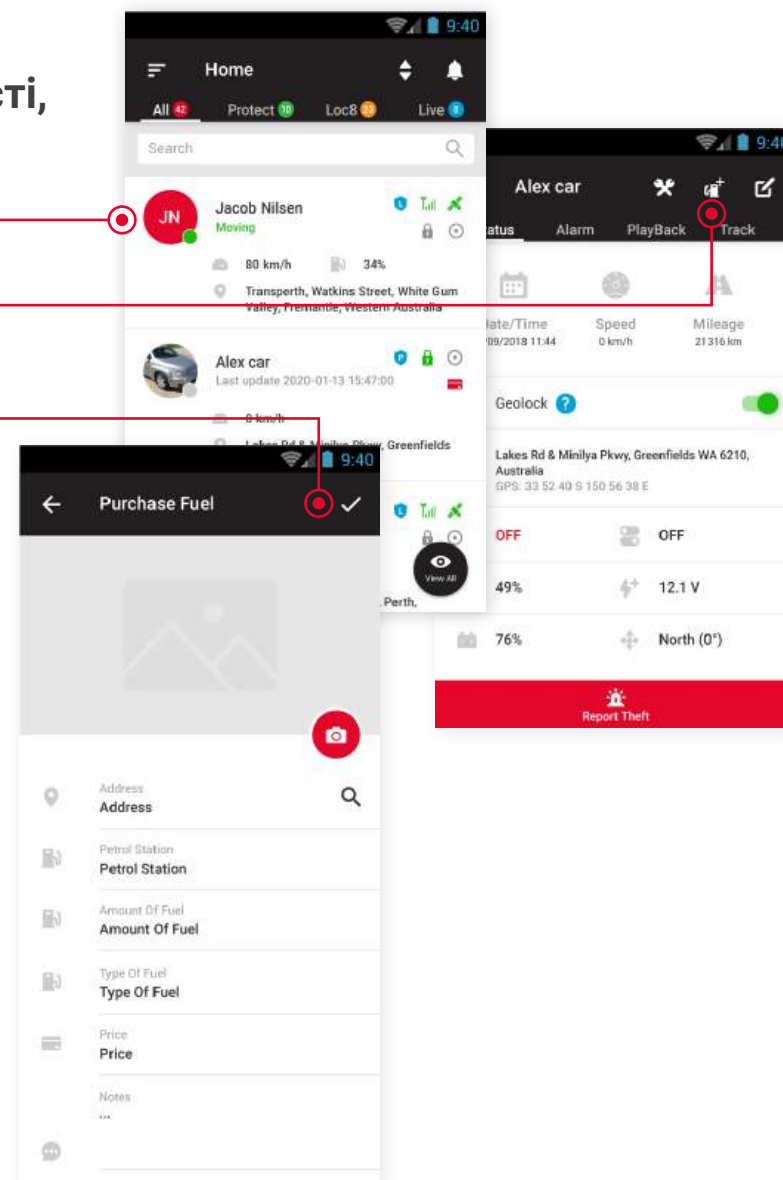 сті,
9:40
Home
All 42
Protect 10
Loc8
Live 8
Search
JN
Jacob Nilsen
Moving
80 km/h
34%
Transperth, Watkins Street, White Gum
Valley, Fremantle, Western Australia
Alex car
Last update 2020-01-13 15:47:00
0 km/h
Lakes Rd & Minilya Pkwy, Greenfields
View All
Perth,
9:40
Alex car
atus
Alarm
PlayBack
Track
Date/Time
Speed
Mileage
/09/2018 11:44
0 km/h
21316 km
Geolock ?
Lakes Rd & Minilya Pkwy, Greenfields WA 6210,
Australia
GPS: 33 52 40 S 150 56 38 E
OFF
OFF
49%
12.1 V
76%
North (0°)
Report Theft
9:40
Purchase Fuel
Address
Address
Petrol Station
Petrol Station
Amount Of Fuel
Amount Of Fuel
Type Of Fuel
Type Of Fuel
Price
Price
Notes
...